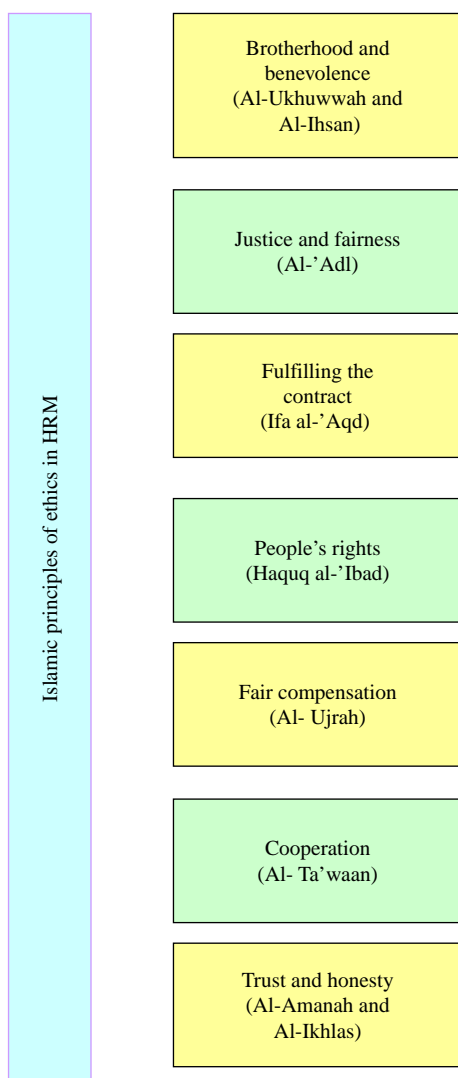 Islamic principles of ethics in HRM
Brotherhood and
benevolence
(Al-Ukhuwwah and
Al-Ihsan)
Justice and fairness
(Al-’Adl)
Fulfilling the
contract
(Ifa al-’Aqd)
People’s rights
(Haquq al-’Ibad)
Fair compensation
(Al- Ujrah)
Cooperation
(Al- Ta’waan)
Trust and honesty
(Al-Amanah and
Al-Ikhlas)